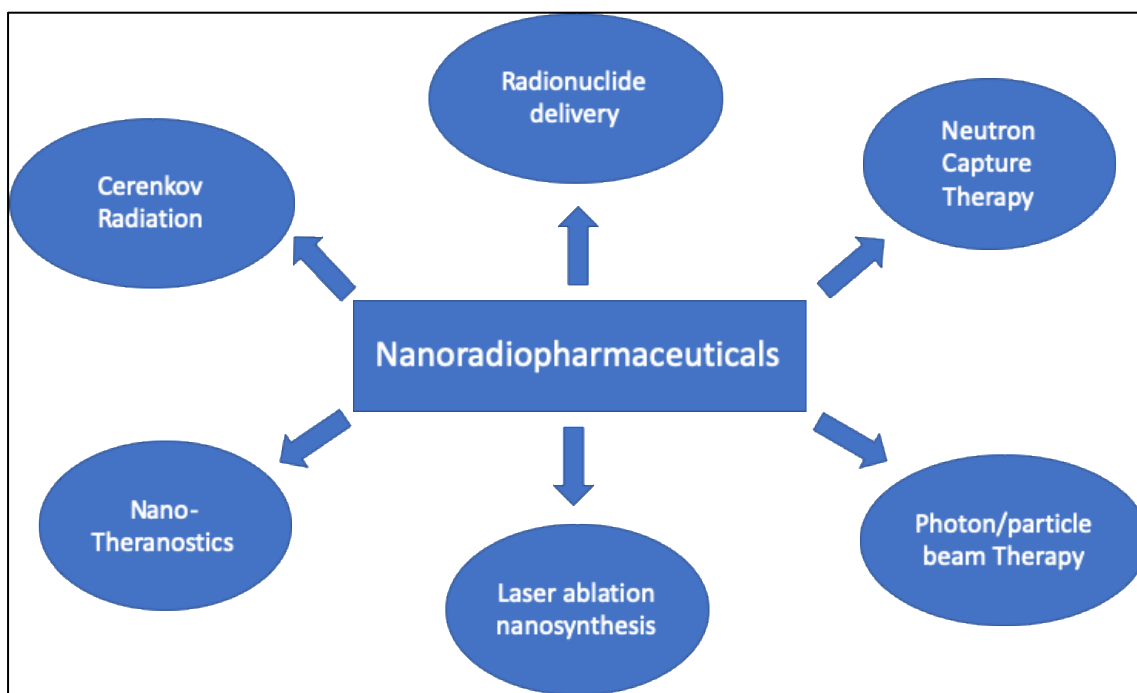 Radionuclide
delivery
Neutron
Capture
Therapy
Cerenkov
Radiation
Nanoradiopharmaceuticals
Nano-
Theranostics
Photon/particle
beam Therapy
Laser ablation
nanosynthesis